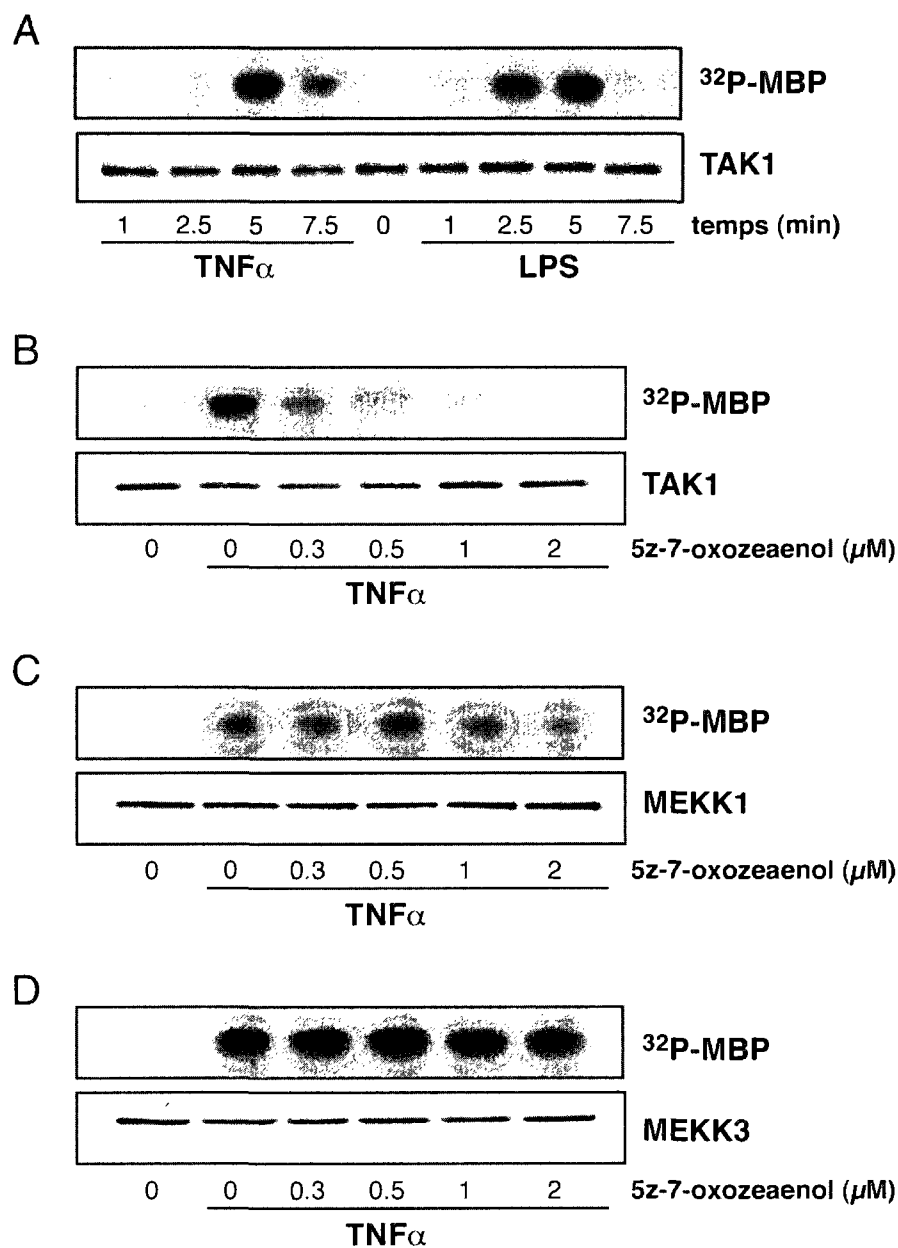 A
³²P-MBP
TAK1
1 2.5 5 7.5 0 1 2.5 5 7.5 temps (min)
TNFα LPS
B
³²P-MBP
TAK1
0 0 0.3 0.5 1 2 5z-7-oxozeaenol (µM)
TNFα
C
³²P-MBP
MEKK1
0 0 0.3 0.5 1 2 5z-7-oxozeaenol (µM)
TNFα
D
³²P-MBP
MEKK3
0 0 0.3 0.5 1 2 5z-7-oxozeaenol (µM)
TNFα